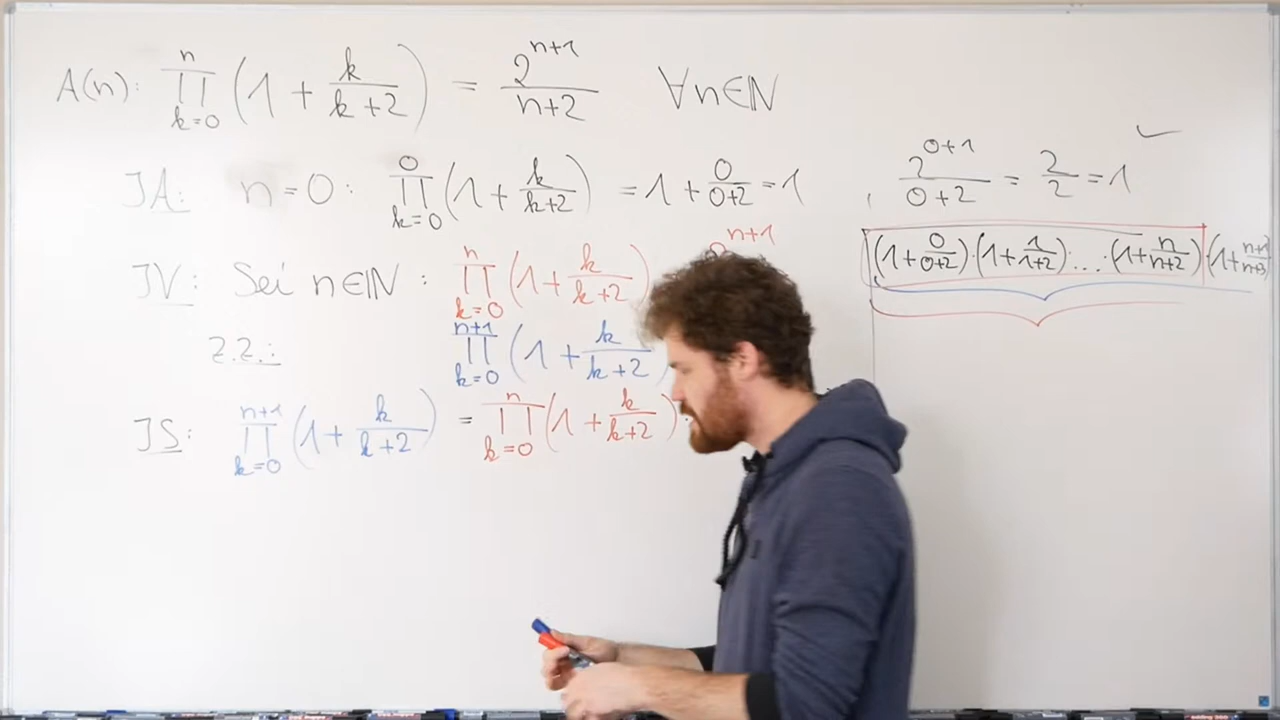 A(n): ∏_{k=0}^{n} (1 + k/(k+2)) = 2^{n+1}/(n+2) ∀n∈ℕ
IA: n=0: ∏_{k=0}^{0} (1 + k/(k+2)) = 1 + 0/(0+2) = 1 , 2^{0+1}/(0+2) = 2/2 = 1 ✓
IV: Sei n∈ℕ: ∏_{k=0}^{n} (1 + k/(k+2)) n+1
(1+0/(0+2))·(1+1/(1+2))·...·(1+n/(n+2))·(1+(n+1)/(n+3))
Z.Z.: ∏_{k=0}^{n+1} (1 + k/(k+2)
IS: ∏_{k=0}^{n+1} (1 + k/(k+2)) = ∏_{k=0}^{n} (1 + k/(k+2)) ·